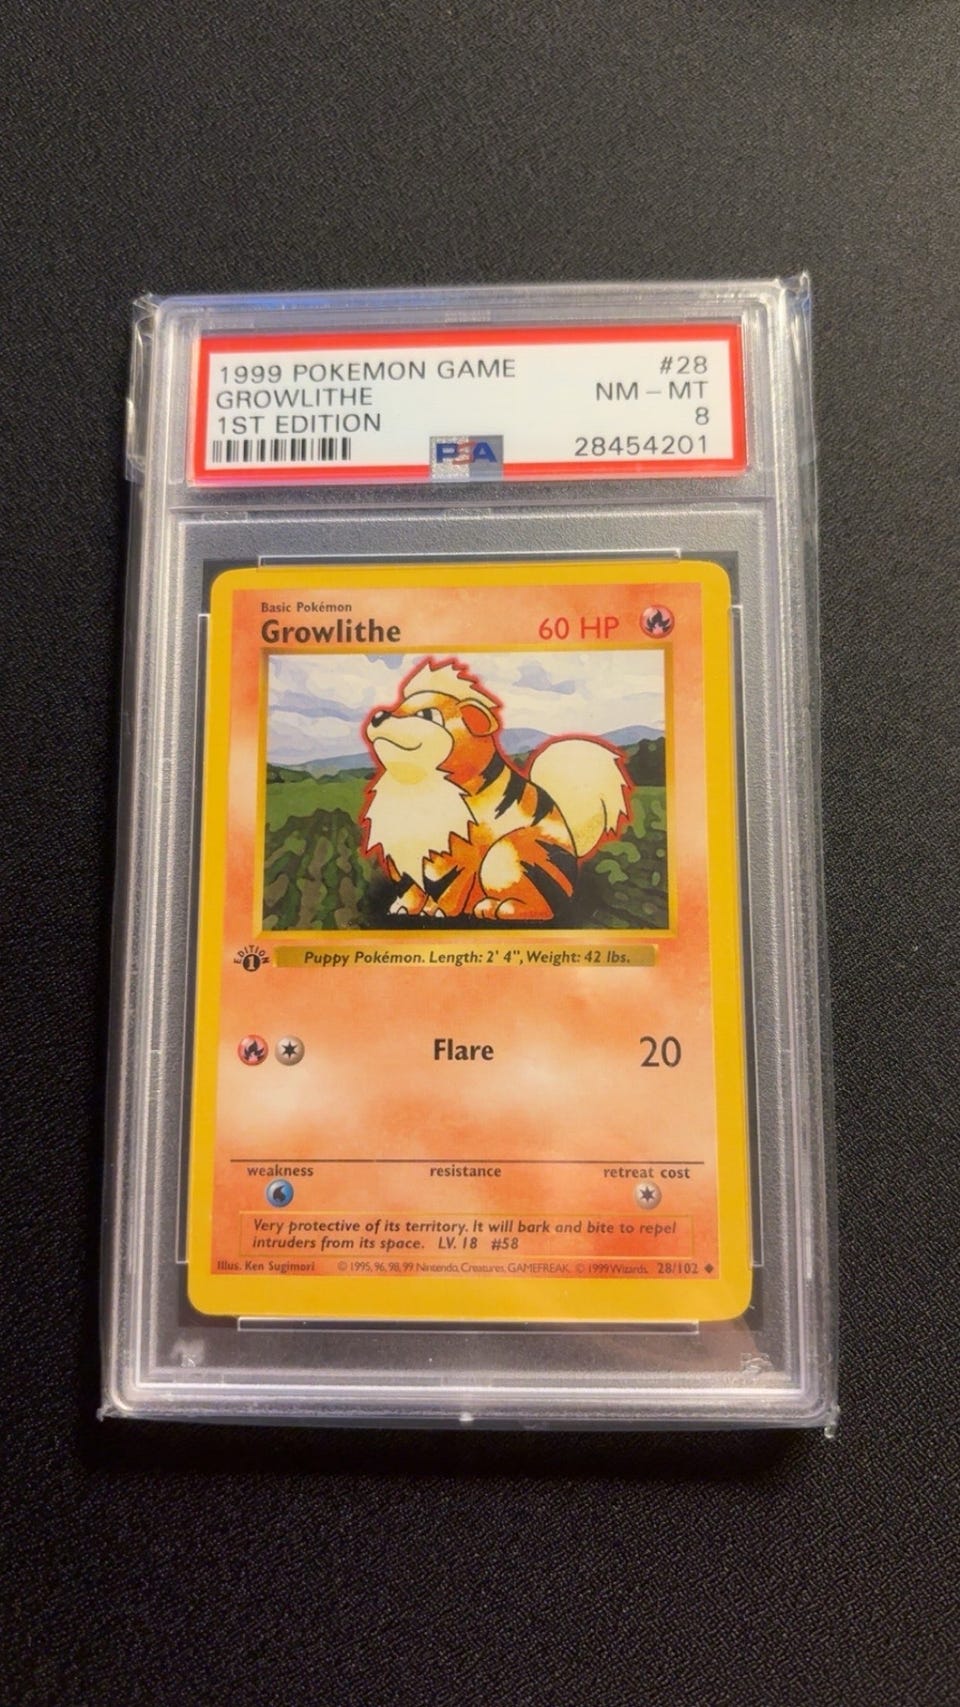 1999 POKEMON GAME #28
GROWLITHE NM - MT
1ST EDITION 8
PSA 28454201
Basic Pokémon
Growlithe 60 HP
EDITION 1
Puppy Pokémon. Length: 2' 4", Weight: 42 lbs.
Flare 20
weakness resistance retreat cost
Very protective of its territory. It will bark and bite to repel
intruders from its space. LV. 18 #58
Illus. Ken Sugimori © 1995, 96, 98, 99 Nintendo, Creatures, GAMEFREAK. © 1999 Wizards. 28/102